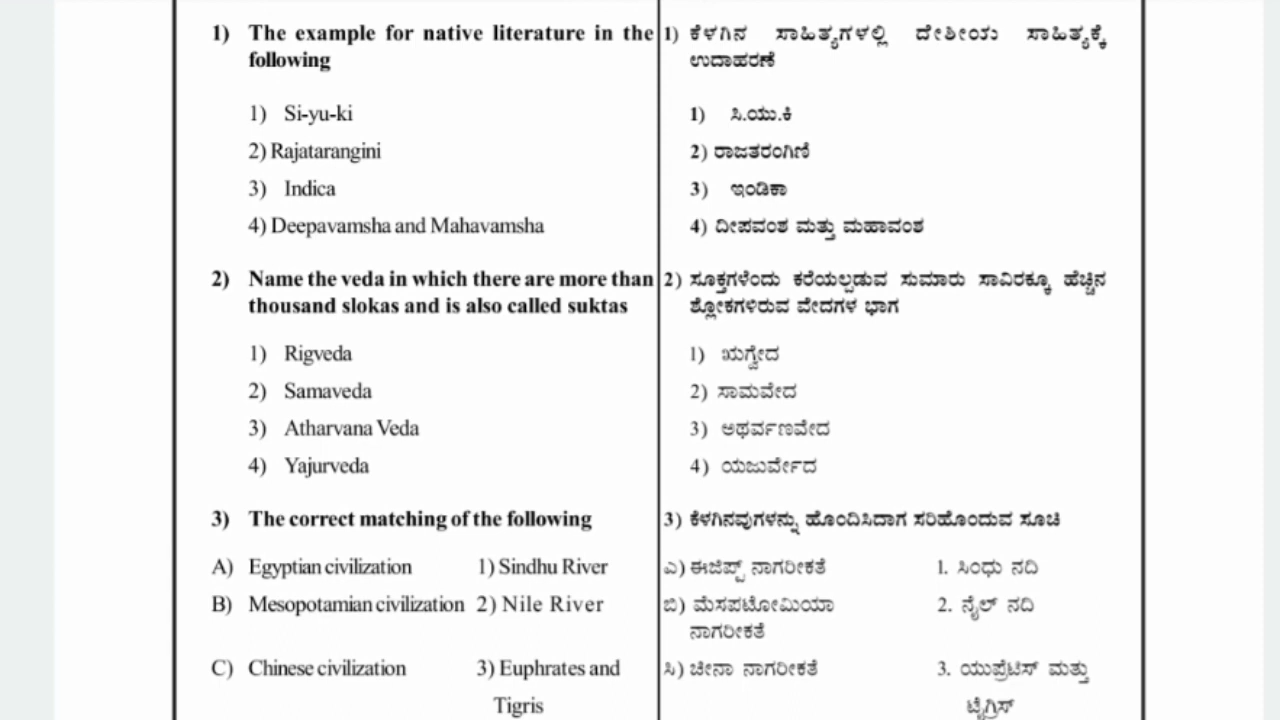 1) The example for native literature in the
following
1) Si-yu-ki
2) Rajatarangini
3) Indica
4) Deepavamsha and Mahavamsha
2) Name the veda in which there are more than
thousand slokas and is also called suktas
1) Rigveda
2) Samaveda
3) Atharvana Veda
4) Yajurveda
3) The correct matching of the following
A) Egyptian civilization 1) Sindhu River
B) Mesopotamian civilization 2) Nile River
C) Chinese civilization 3) Euphrates and
Tigris
1) ಕೆಳಗಿನ ಸಾಹಿತ್ಯಗಳಲ್ಲಿ ದೇಶೀಯ ಸಾಹಿತ್ಯಕ್ಕೆ
ಉದಾಹರಣೆ
1) ಸಿ.ಯು.ಕಿ
2) ರಾಜತರಂಗಿಣಿ
3) ಇಂಡಿಕಾ
4) ದೀಪವಂಶ ಮತ್ತು ಮಹಾವಂಶ
2) ಸೂಕ್ತಗಳೆಂದು ಕರೆಯಲ್ಪಡುವ ಸುಮಾರು ಸಾವಿರಕ್ಕೂ ಹೆಚ್ಚಿನ
ಶ್ಲೋಕಗಳಿರುವ ವೇದಗಳ ಭಾಗ
1) ಋಗ್ವೇದ
2) ಸಾಮವೇದ
3) ಅಥರ್ವಣವೇದ
4) ಯಜುರ್ವೇದ
3) ಕೆಳಗಿನವುಗಳನ್ನು ಹೊಂದಿಸಿದಾಗ ಸರಿಹೊಂದುವ ಸೂಚಿ
ಎ) ಈಜಿಪ್ಟ್ ನಾಗರೀಕತೆ 1. ಸಿಂಧು ನದಿ
ಬಿ) ಮೆಸಪಟೋಮಿಯಾ 2. ನೈಲ್ ನದಿ
ನಾಗರೀಕತೆ
ಸಿ) ಚೀನಾ ನಾಗರೀಕತೆ 3. ಯುಪ್ರೆಟಿಸ್ ಮತ್ತು
ಟೈಗ್ರಿಸ್